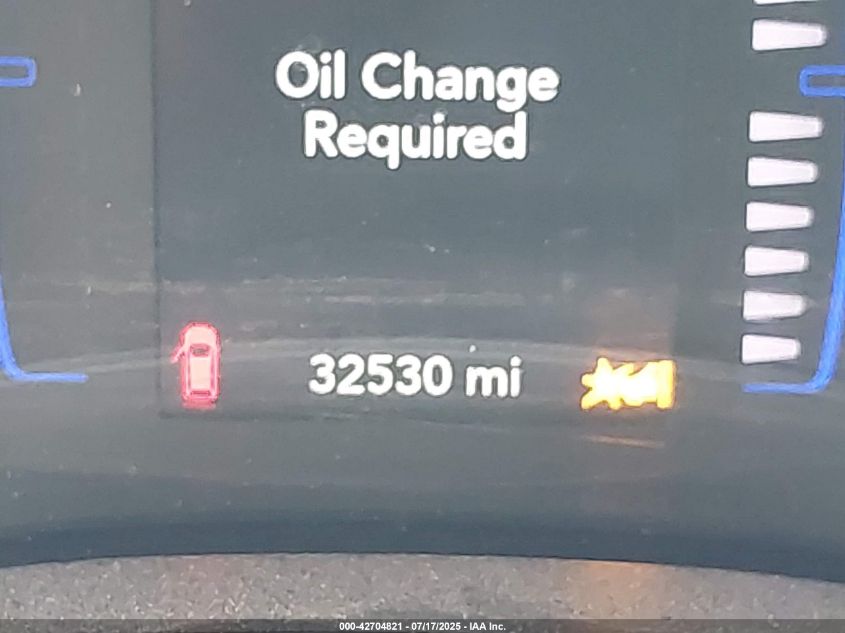 Oil Change
Required
32530 mi
000-42704821 - 07/17/2025 - IAA Inc.